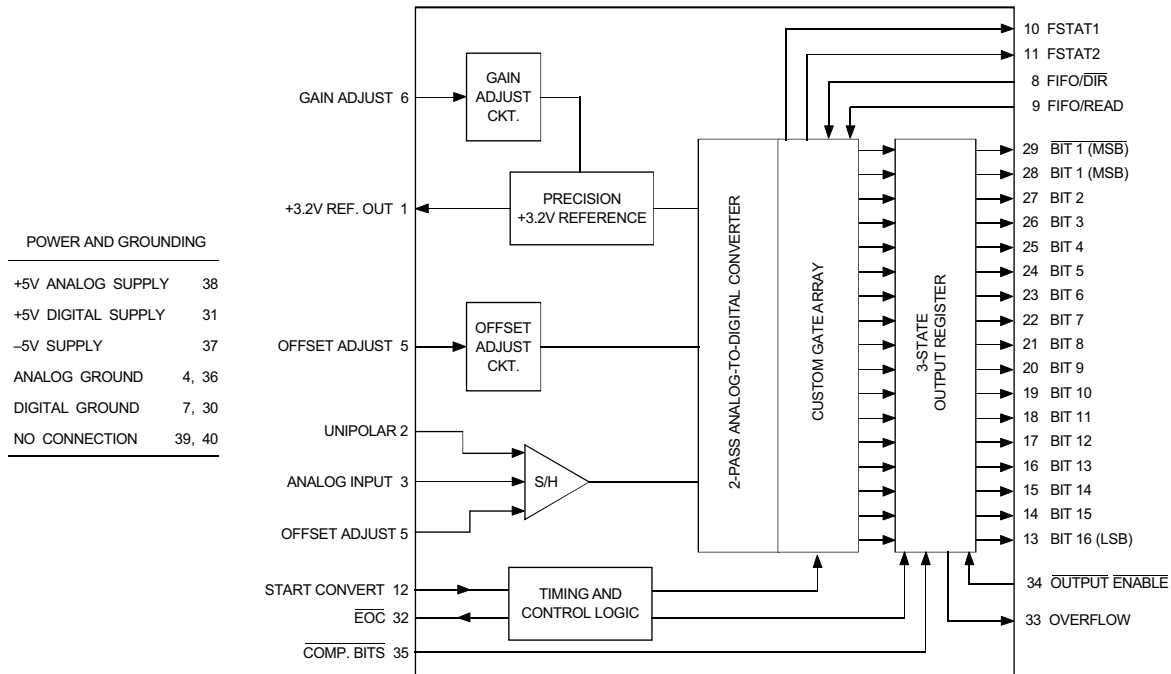 10 FSTAT1
11 FSTAT2
8 FIFO/DIR
9 FIFO/READ
GAIN ADJUST 6
GAIN
ADJUST
CKT.
+3.2V REF. OUT 1
PRECISION
+3.2V REFERENCE
POWER AND GROUNDING
+5V ANALOG SUPPLY 38
+5V DIGITAL SUPPLY 31
–5V SUPPLY 37
ANALOG GROUND 4, 36
DIGITAL GROUND 7, 30
NO CONNECTION 39, 40
OFFSET ADJUST 5
OFFSET
ADJUST
CKT.
UNIPOLAR 2
ANALOG INPUT 3
OFFSET ADJUST 5
S/H
START CONVERT 12
EOC 32
COMP. BITS 35
TIMING AND
CONTROL LOGIC
2-PASS ANALOG-TO-DIGITAL CONVERTER
CUSTOM GATE ARRAY
3-STATE
OUTPUT REGISTER
29 BIT 1 (MSB)
28 BIT 1 (MSB)
27 BIT 2
26 BIT 3
25 BIT 4
24 BIT 5
23 BIT 6
22 BIT 7
21 BIT 8
20 BIT 9
19 BIT 10
18 BIT 11
17 BIT 12
16 BIT 13
15 BIT 14
14 BIT 15
13 BIT 16 (LSB)
34 OUTPUT ENABLE
33 OVERFLOW